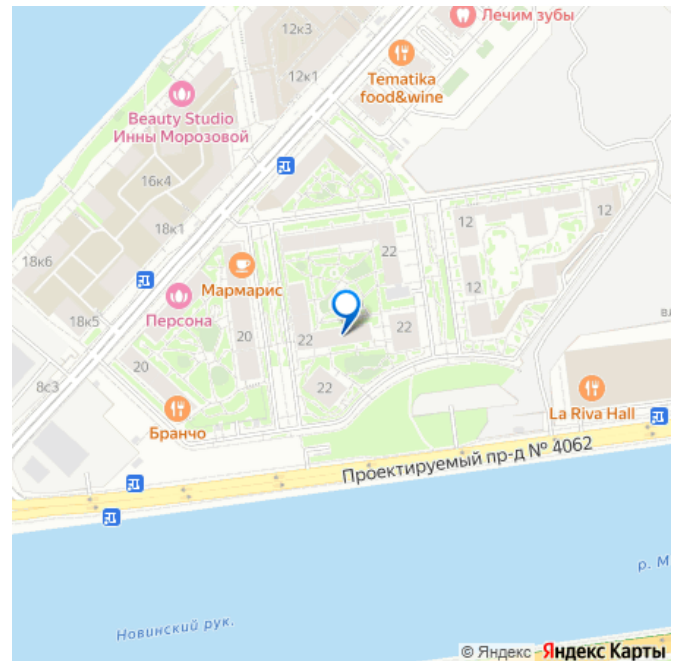 Лечим зубы
12к3
Tematika
food&wine
12к1
Beauty Studio
Инны Морозовой
16к4
12
12
18к1
22
18к6
Мармарис
12
Персона
18к5
22
20
20
22
22
8с3
La Riva Hall
Бранчо
Проектируемый пр-д № 4062
р. М
Новинский рук.
© Яндекс Яндекс Карты